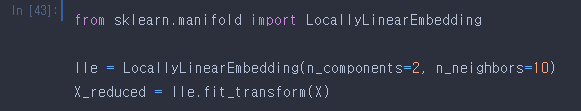 In [43]:
from sklearn.manifold import LocallyLinearEmbedding
lle = LocallyLinearEmbedding(n_components=2, n_neighbors=10)
X_reduced = lle.fit_transform(X)